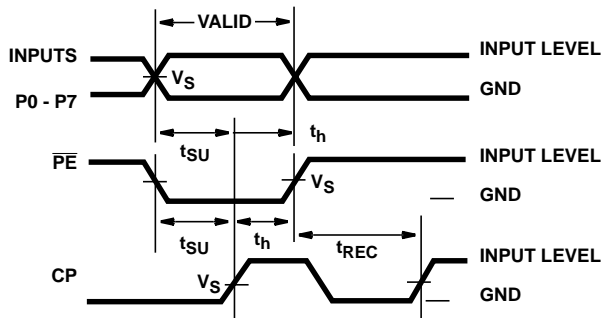 VALID
INPUTS
INPUT LEVEL
VS
P0 - P7
GND
tSU
th
PE
INPUT LEVEL
VS
GND
tSU
th
tREC
CP
INPUT LEVEL
VS
GND